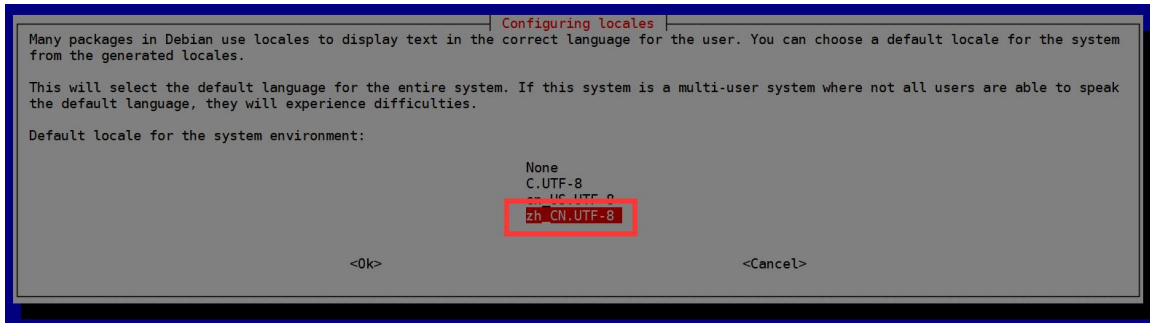 Configuring locales
Many packages in Debian use locales to display text in the correct language for the user. You can choose a default locale for the system
from the generated locales.
This will select the default language for the entire system. If this system is a multi-user system where not all users are able to speak
the default language, they will experience difficulties.
Default locale for the system environment:
None
C.UTF-8
en_US.UTF-8
zh_CN.UTF-8
<Ok> <Cancel>